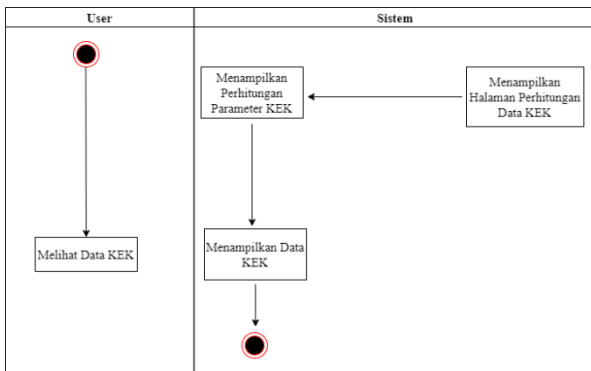 User
Sistem
Menampilkan
Perhitungan
Parameter KEK
Menampilkan
Halaman Perhitungan
Data KEK
Melihat Data KEK
Menampilkan Data
KEK